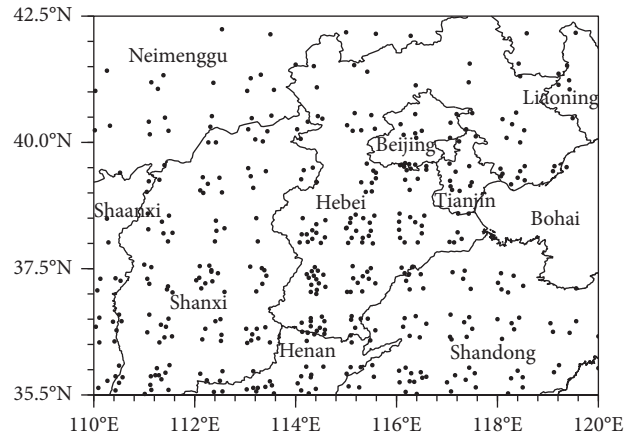 42.5°N
Neimenggu
Liaoning
40.0°N
Beijing
Shaanxi
Hebei
Tianjin
Bohai
37.5°N
Shanxi
Henan
Shandong
35.5°N
110°E 112°E 114°E 116°E 118°E 120°E